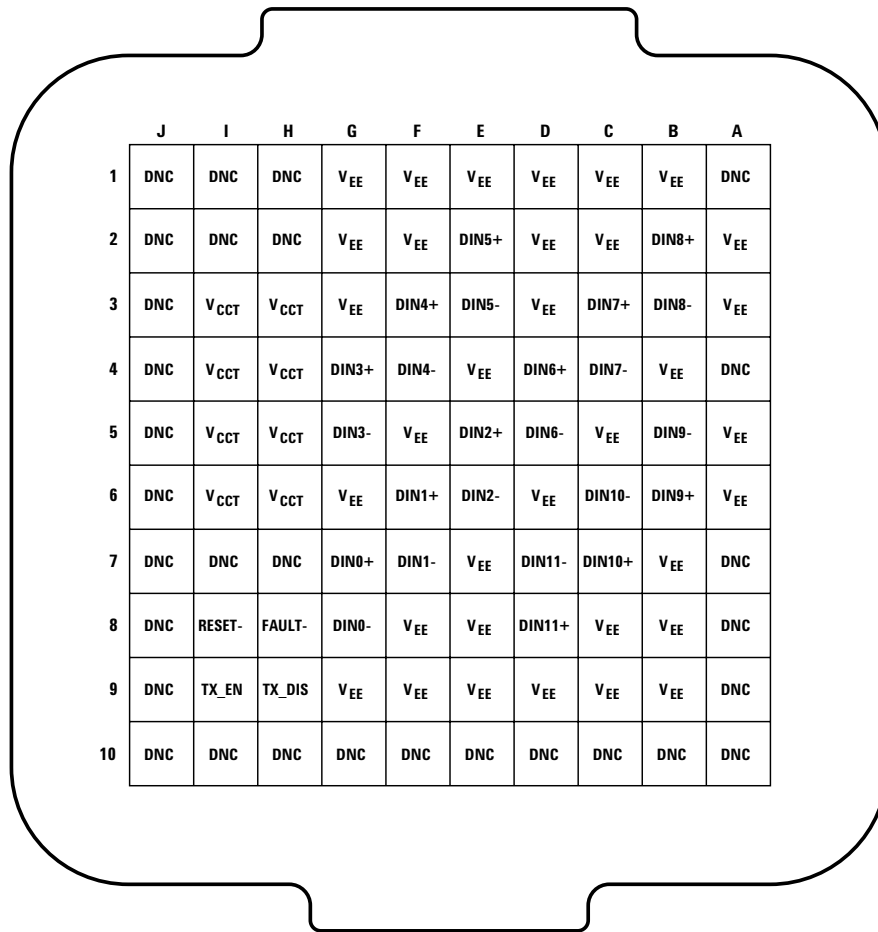 J I H G F E D C B A
1 DNC DNC DNC VEE VEE VEE VEE VEE VEE DNC
2 DNC DNC DNC VEE VEE DIN5+ VEE VEE DIN8+ VEE
3 DNC VCCT VCCT VEE DIN4+ DIN5- VEE DIN7+ DIN8- VEE
4 DNC VCCT VCCT DIN3+ DIN4- VEE DIN6+ DIN7- VEE DNC
5 DNC VCCT VCCT DIN3- VEE DIN2+ DIN6- VEE DIN9- VEE
6 DNC VCCT VCCT VEE DIN1+ DIN2- VEE DIN10- DIN9+ VEE
7 DNC DNC DNC DIN0+ DIN1- VEE DIN11- DIN10+ VEE DNC
8 DNC RESET- FAULT- DIN0- VEE VEE DIN11+ VEE VEE DNC
9 DNC TX_EN TX_DIS VEE VEE VEE VEE VEE VEE DNC
10 DNC DNC DNC DNC DNC DNC DNC DNC DNC DNC